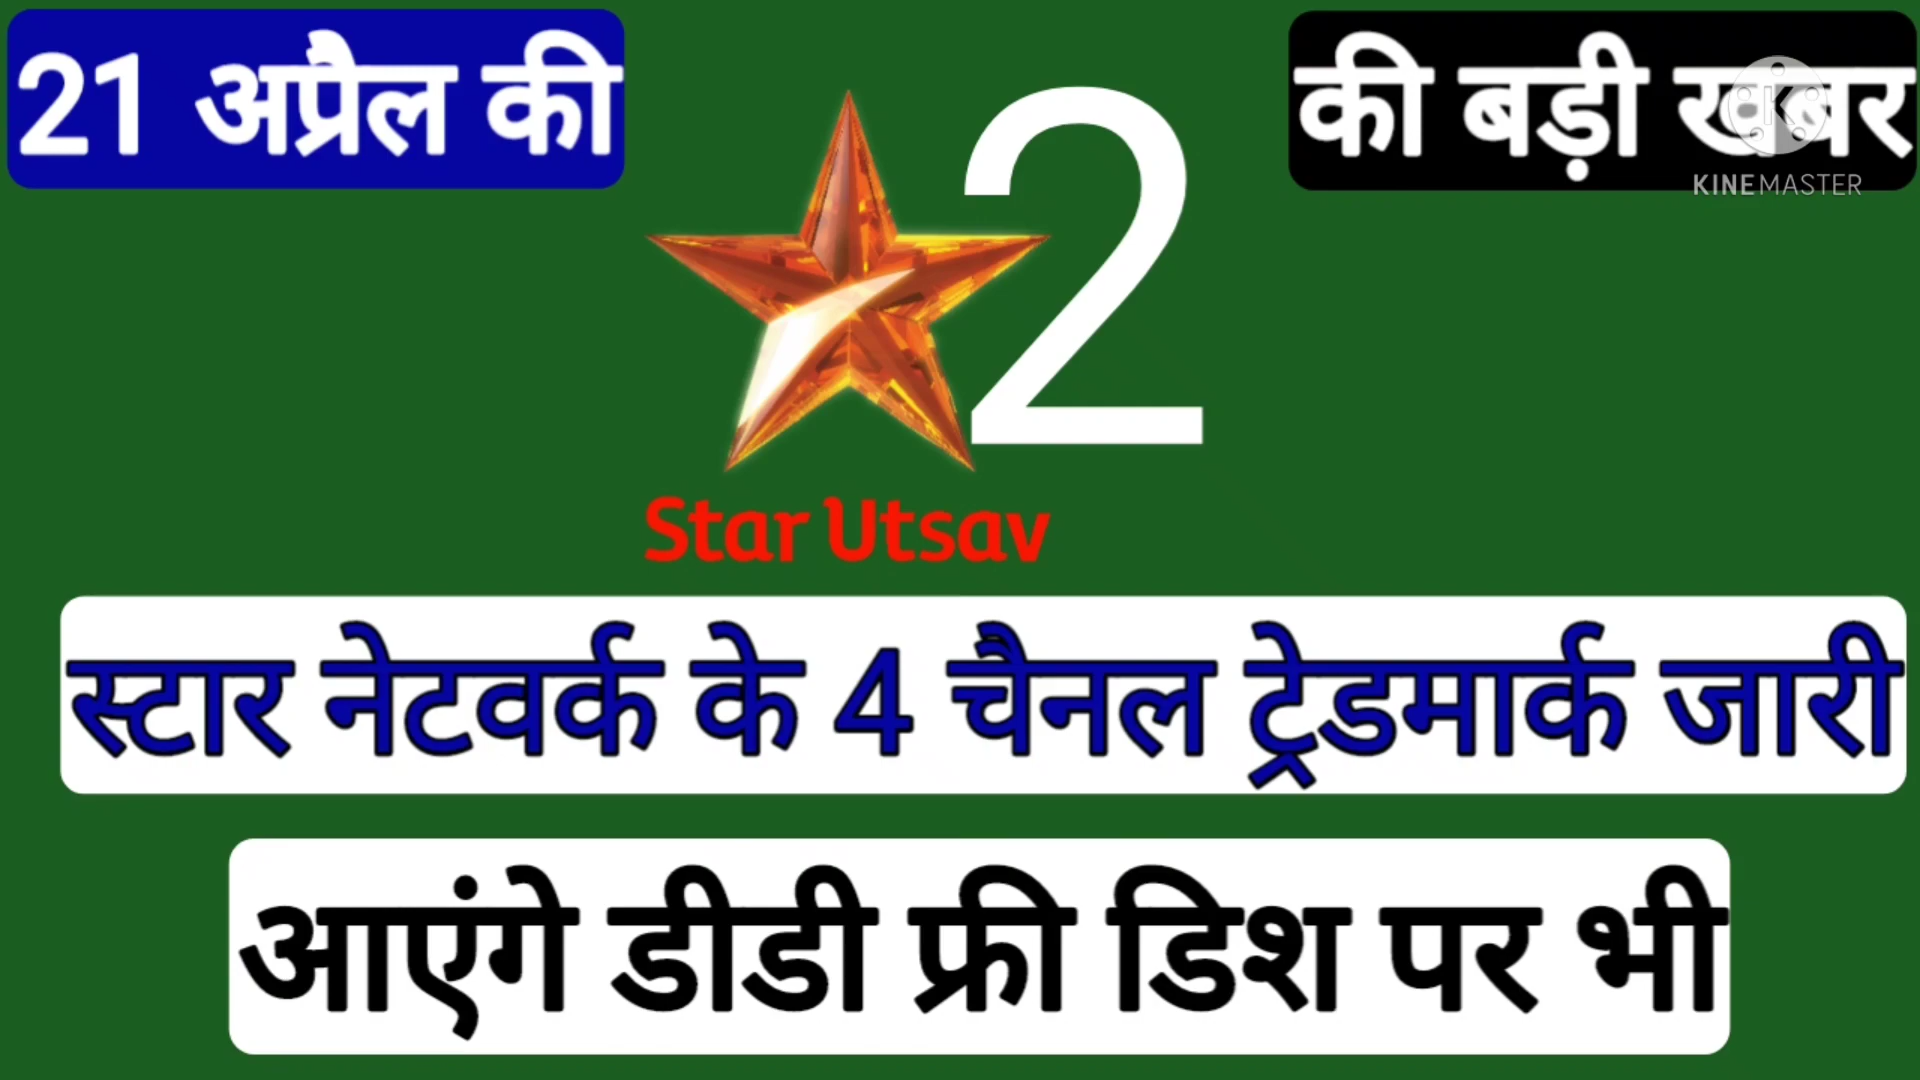 21 अप्रैल की
की बड़ी खबर
KINEMASTER
2
Star Utsav
स्टार नेटवर्क के 4 चैनल ट्रेडमार्क जारी
आएंगे डीडी फ्री डिश पर भी